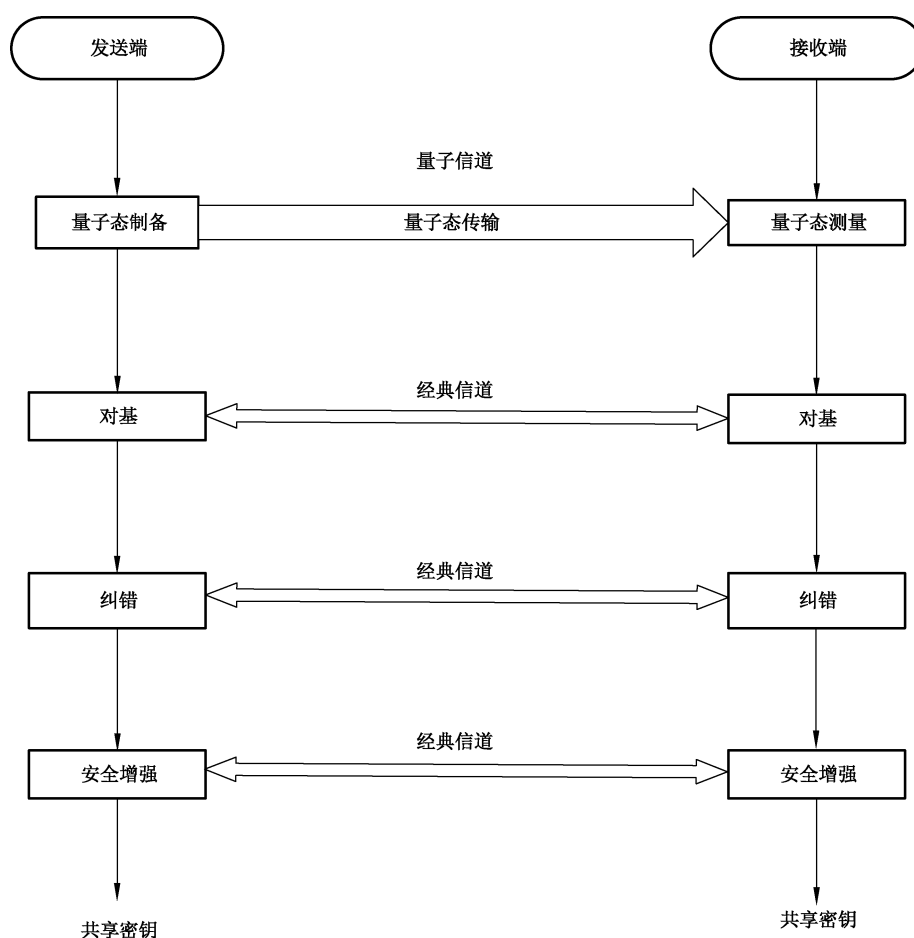 发送端
接收端
量子信道
量子态制备
量子态传输
量子态测量
经典信道
对基
对基
经典信道
纠错
纠错
经典信道
安全增强
安全增强
共享密钥
共享密钥